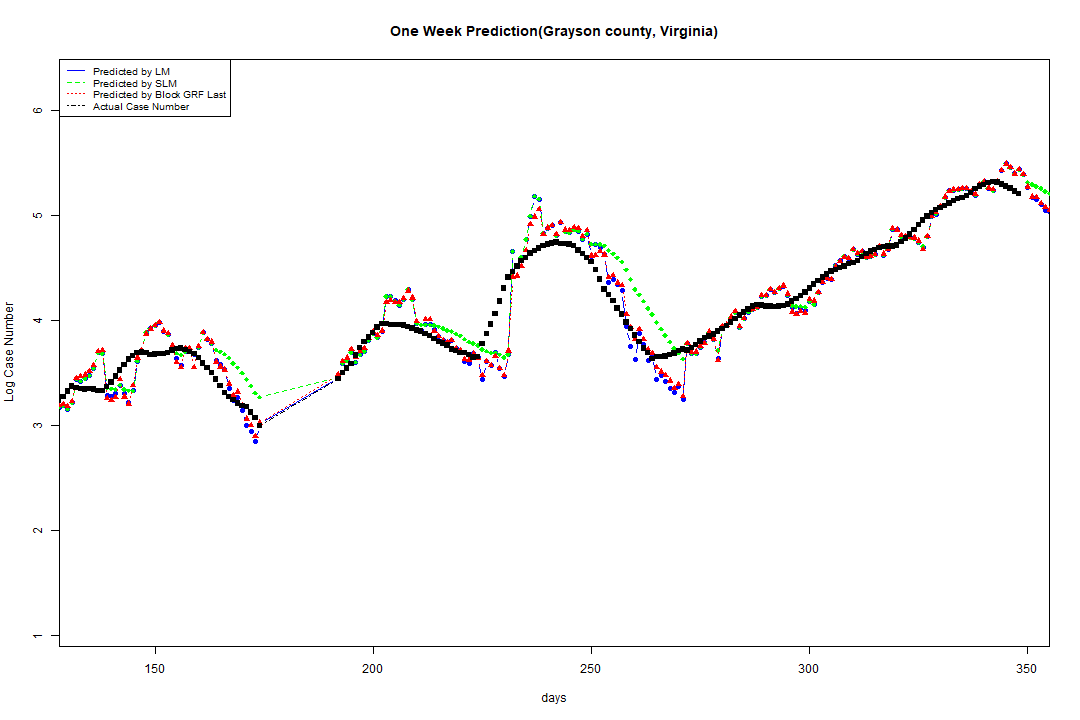 One Week Prediction(Grayson county, Virginia)
Predicted by LM
Predicted by SLM
Predicted by Block GRF Last
Actual Case Number
6
5
4
3
2
1
Log Case Number
150 200 250 300 350
days